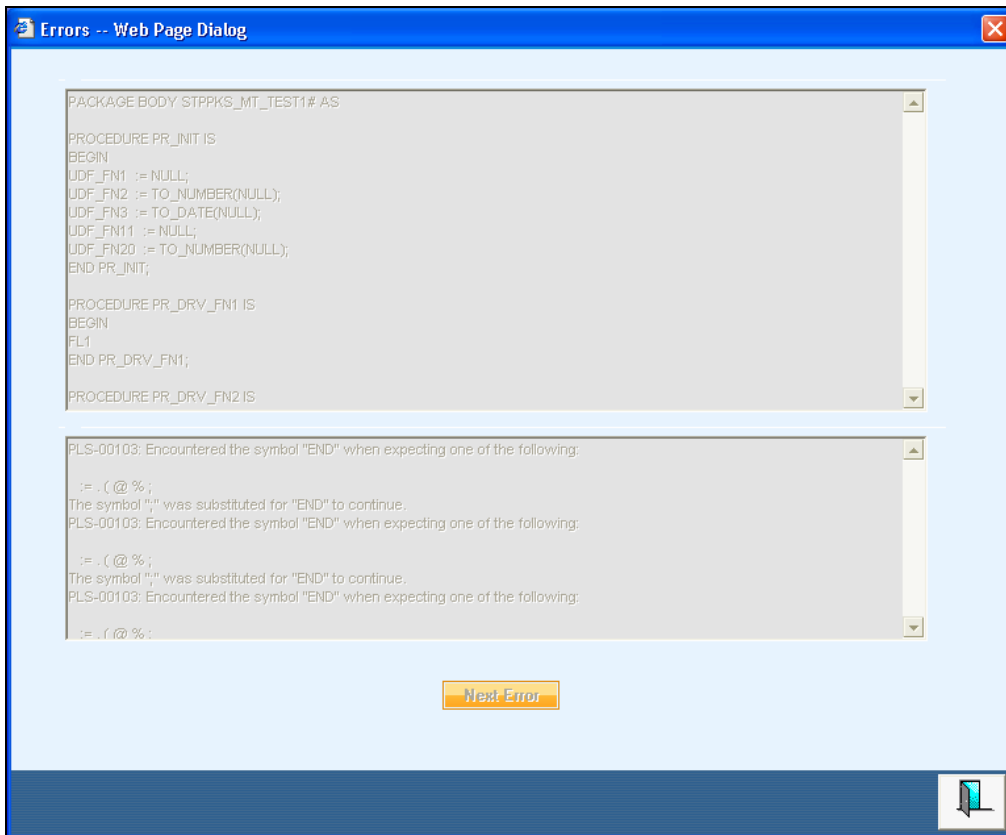 Errors -- Web Page Dialog
PACKAGE BODY STPPKS_MT_TEST1# AS
PROCEDURE PR_INIT IS
BEGIN
UDF_FN1 := NULL;
UDF_FN2 := TO_NUMBER(NULL);
UDF_FN3 := TO_DATE(NULL);
UDF_FN11 := NULL;
UDF_FN20 := TO_NUMBER(NULL);
END PR_INIT;
PROCEDURE PR_DRV_FN1 IS
BEGIN
FL1
END PR_DRV_FN1;
PROCEDURE PR_DRV_FN2 IS
PLS-00103: Encountered the symbol "END" when expecting one of the following:
:= . ( @ % ;
The symbol ";" was substituted for "END" to continue.
PLS-00103: Encountered the symbol "END" when expecting one of the following:
:= . ( @ % ;
The symbol ";" was substituted for "END" to continue.
PLS-00103: Encountered the symbol "END" when expecting one of the following:
:= . ( @ % ;
Next Error